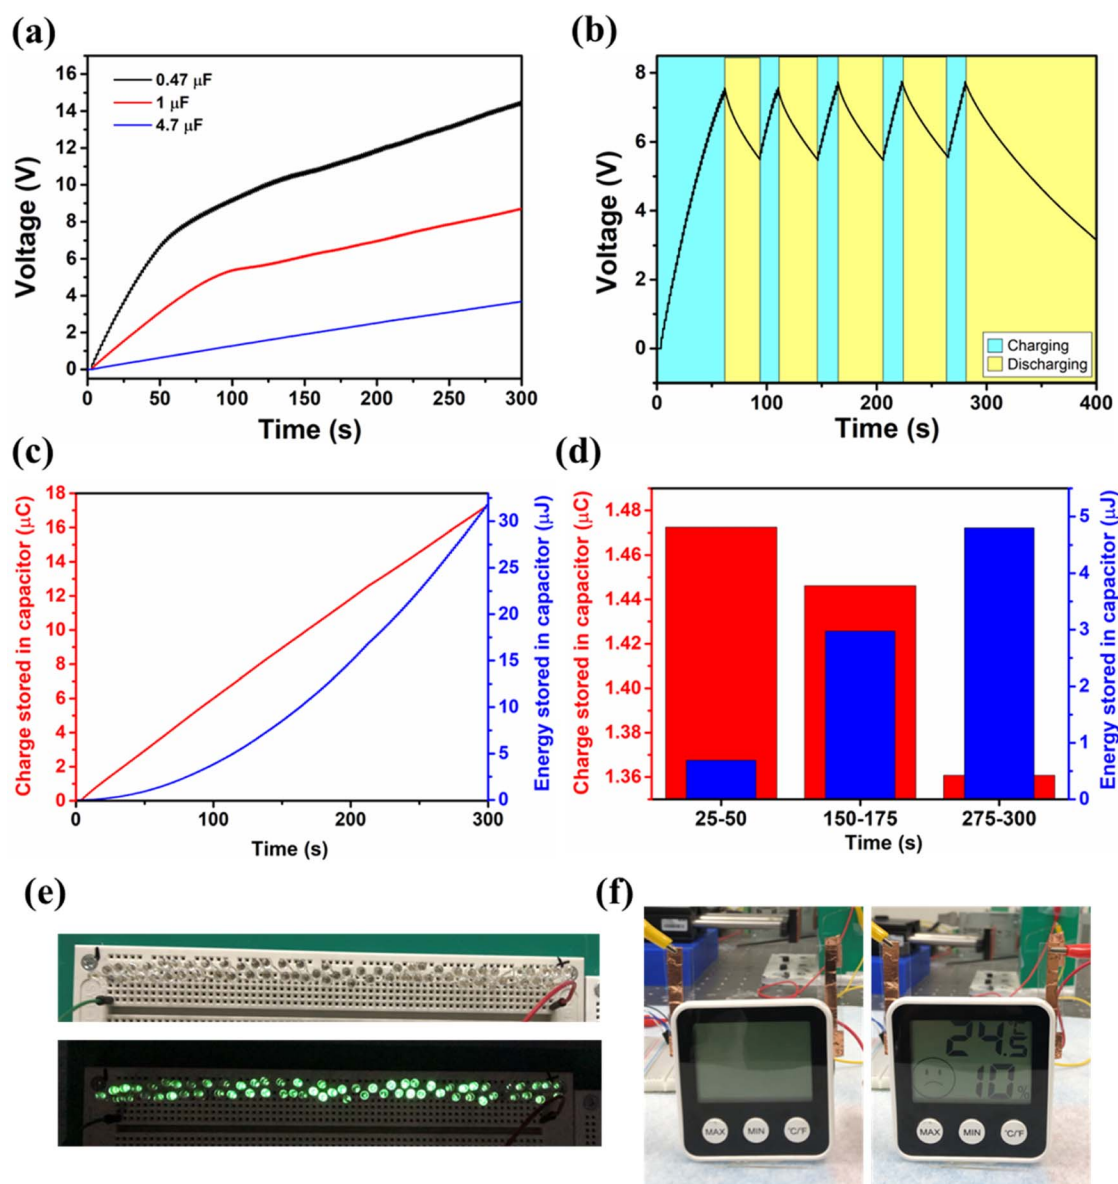 (a)
Voltage (V)
16
14
12
10
8
6
4
2
0
0.47 μF
1 μF
4.7 μF
0 50 100 150 200 250 300
Time (s)
(b)
Voltage (V)
8
6
4
2
0
Charging
Discharging
0 100 200 300 400
Time (s)
(c)
Charge stored in capacitor (μC)
18
16
14
12
10
8
6
4
2
0
Energy stored in capacitor (μJ)
30
25
20
15
10
5
0
0 100 200 300
Time (s)
(d)
Charge stored in capacitor (μC)
1.48
1.46
1.44
1.42
1.40
1.38
1.36
Energy stored in capacitor (μJ)
5
4
3
2
1
0
25-50 150-175 275-300
Time (s)
(e)
(f)
MAX MIN °C/°F
24.5 °C
10 %
MAX MIN °C/°F